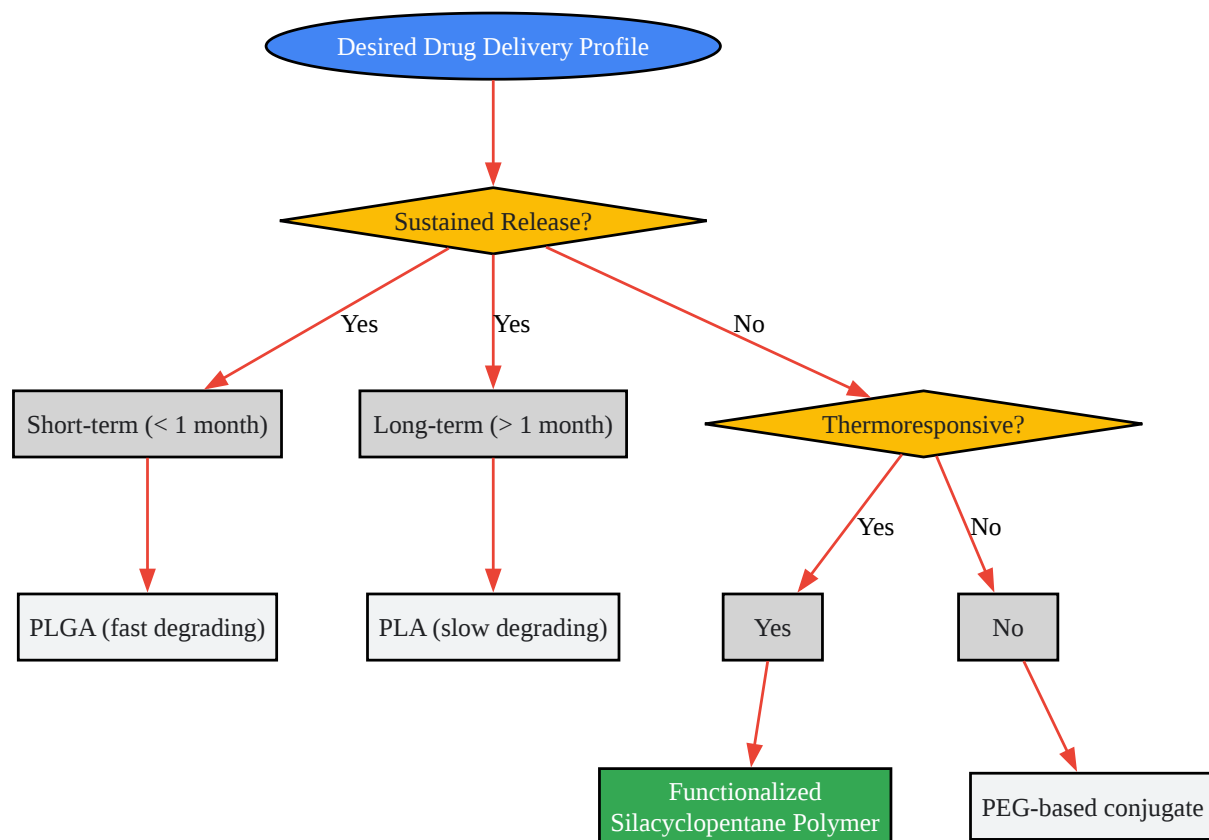 Desired Drug Delivery Profile
Sustained Release?
Yes
Yes
No
Short-term (< 1 month)
Long-term (> 1 month)
Thermoresponsive?
Yes
No
PLGA (fast degrading)
PLA (slow degrading)
Yes
No
Functionalized
Silacyclopentane Polymer
PEG-based conjugate